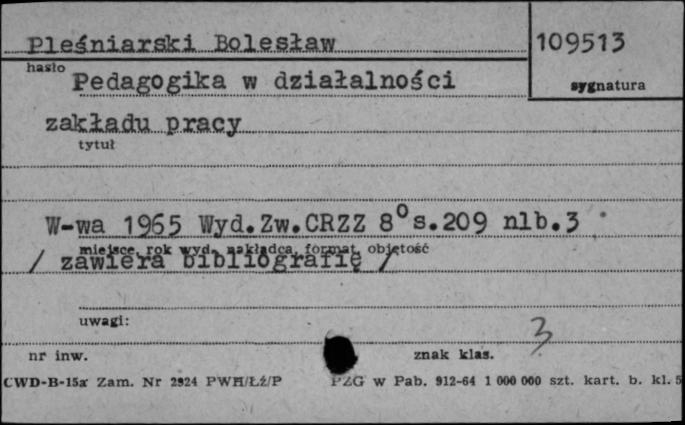 Pleśniarski Bolesław
109513
hasło
sygnatura
Pedagogika w działalności
zakładu pracy
tytuł
W-wa 1965 Wyd.Zw.CRZZ 8° s.209 nlb.3
miejsce, rok wyd., nakładca, format, objętość
/ zawiera bibliografię /
uwagi:
3
nr inw.
znak klas.
CWD-B-15a Zam. Nr 2924 PWH/Łź/P
PZG w Pab. 912-64 1 000 000 szt. kart. b. kl. 5